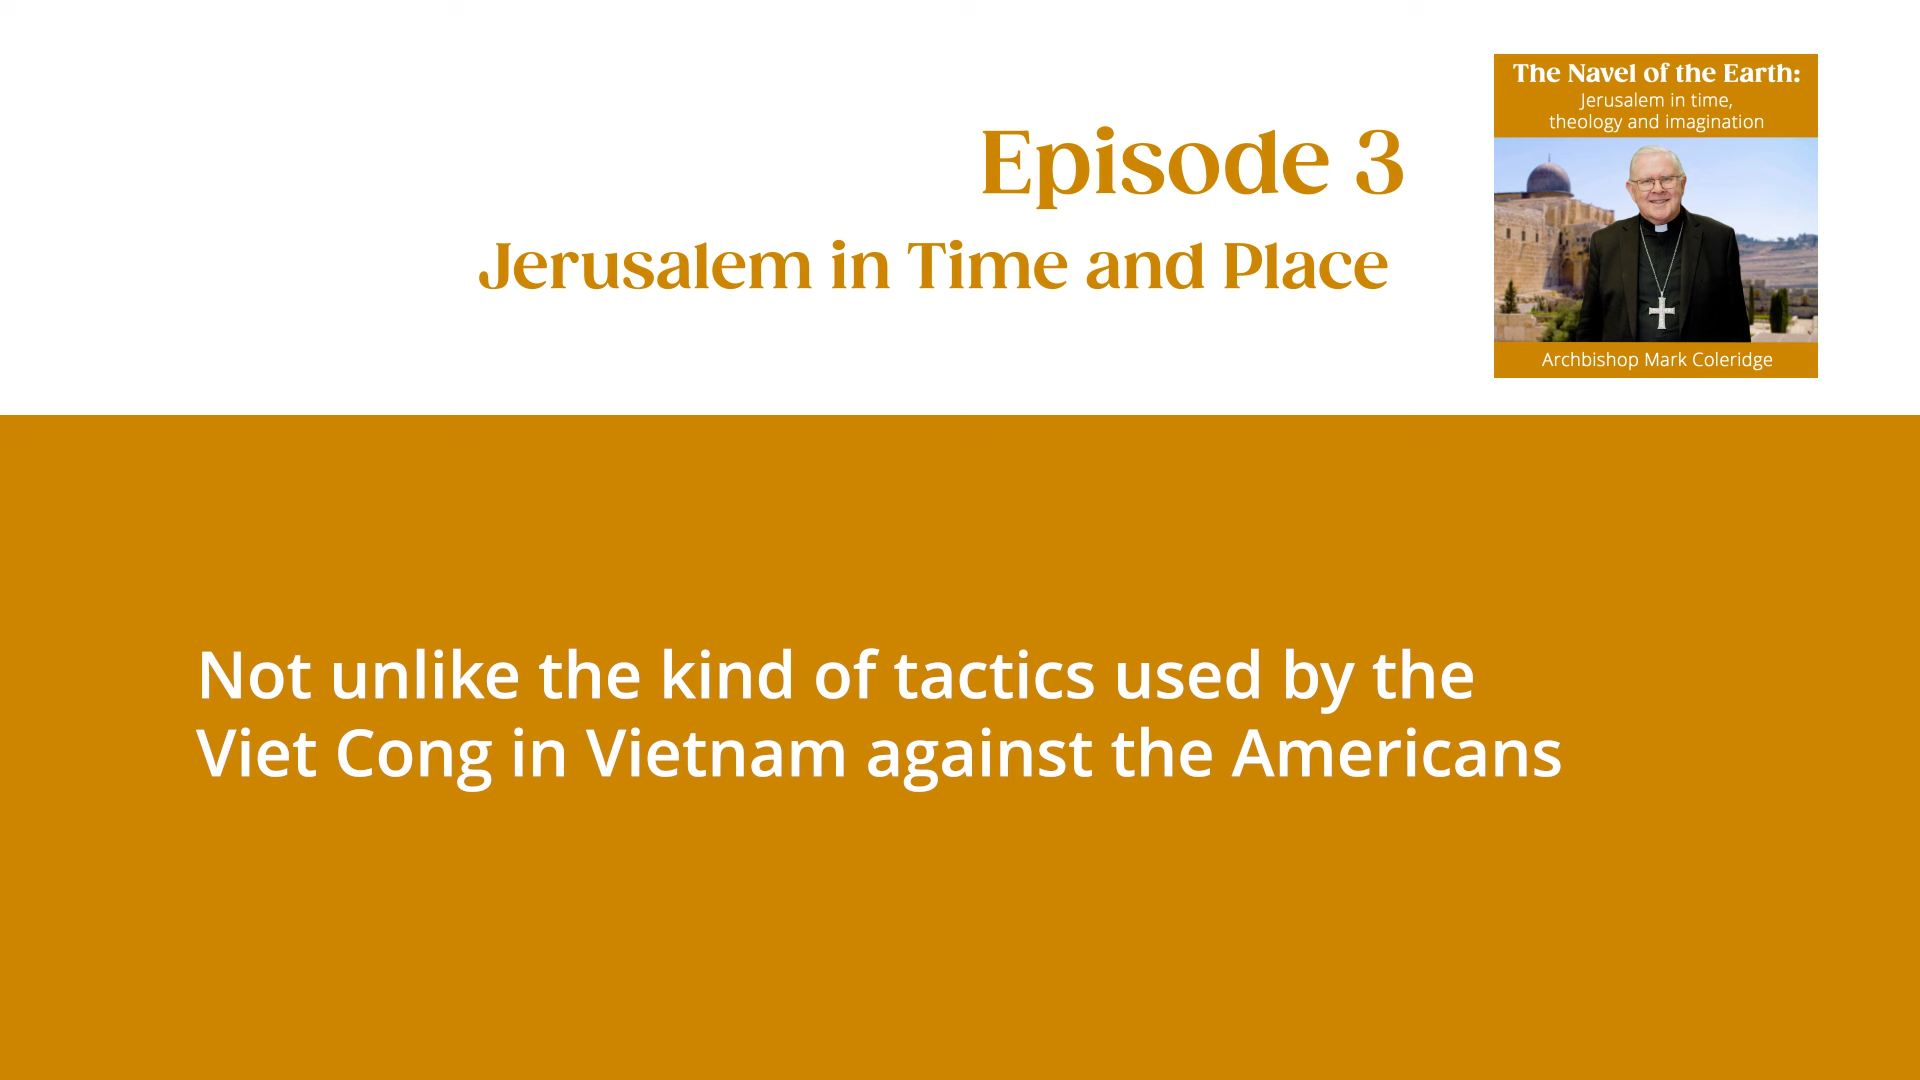 Episode 3
Jerusalem in Time and Place
The Navel of the Earth:
Jerusalem in time,
theology and imagination
Archbishop Mark Coleridge
Not unlike the kind of tactics used by the
Viet Cong in Vietnam against the Americans